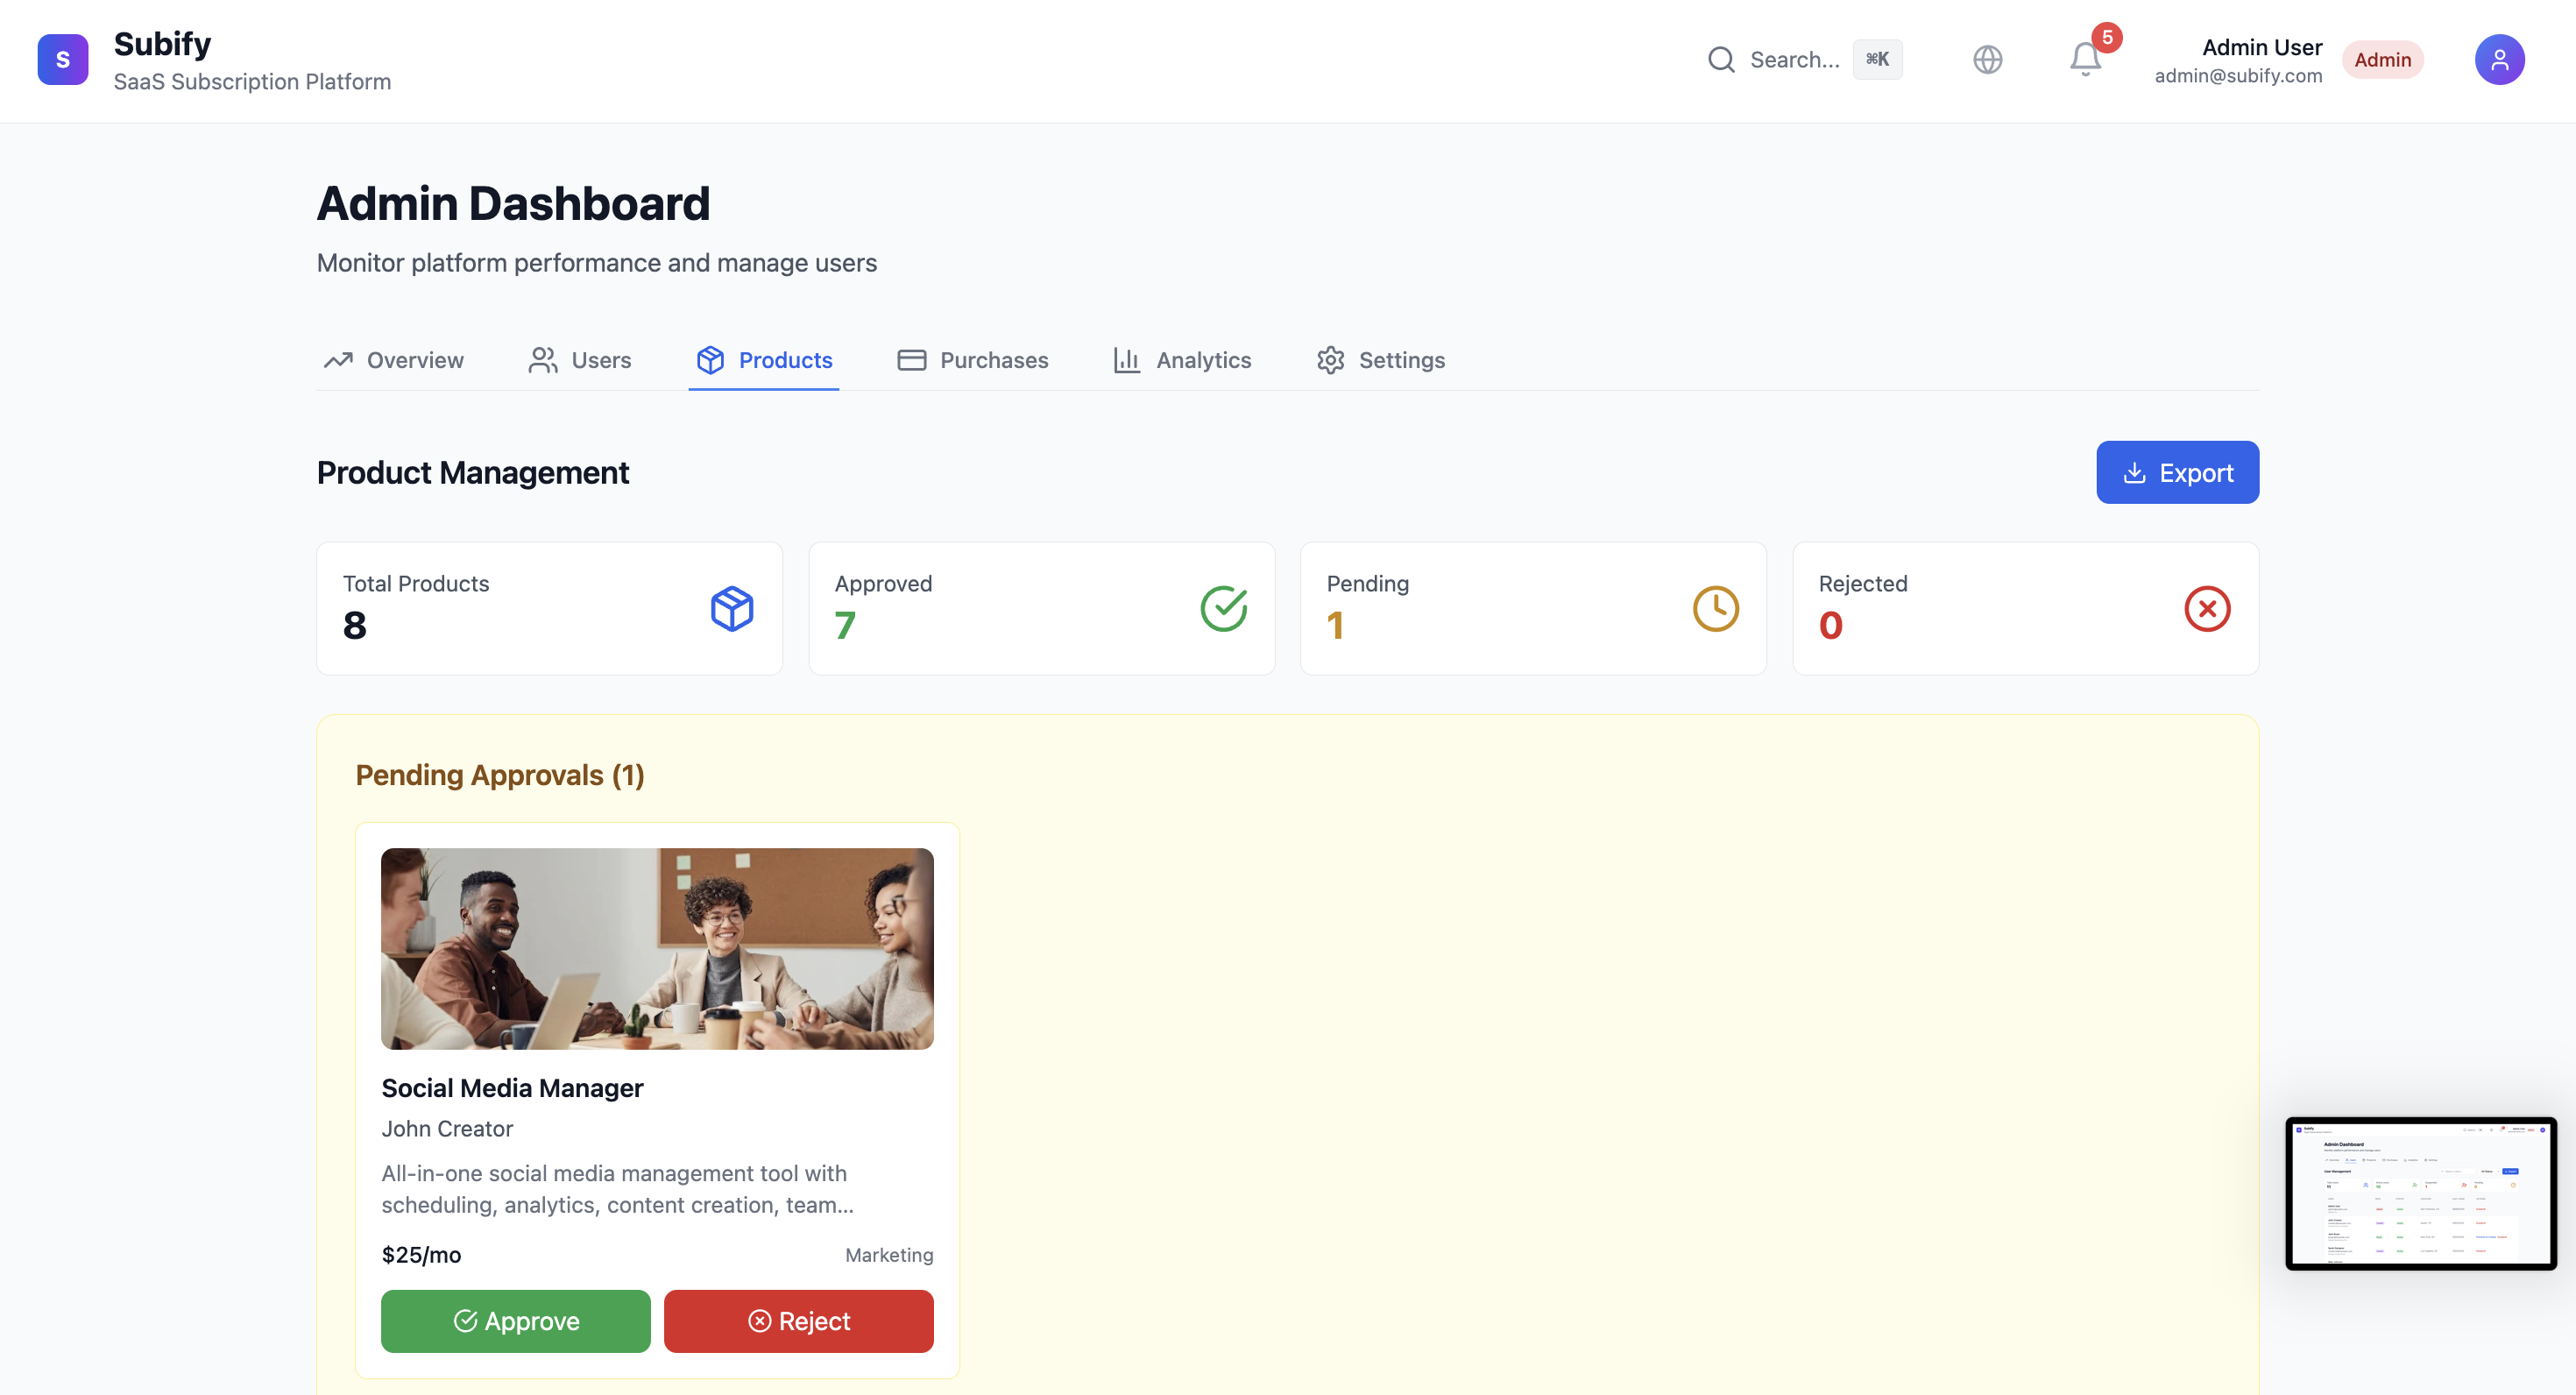 S
Subify
SaaS Subscription Platform
Search...
⌘K
5
Admin User
admin@subify.com
Admin
Admin Dashboard
Monitor platform performance and manage users
Overview
Users
Products
Purchases
Analytics
Settings
Product Management
Export
Total Products
8
Approved
7
Pending
1
Rejected
0
Pending Approvals (1)
Social Media Manager
John Creator
All-in-one social media management tool with
scheduling, analytics, content creation, team...
$25/mo
Marketing
Approve
Reject
Admin Dashboard